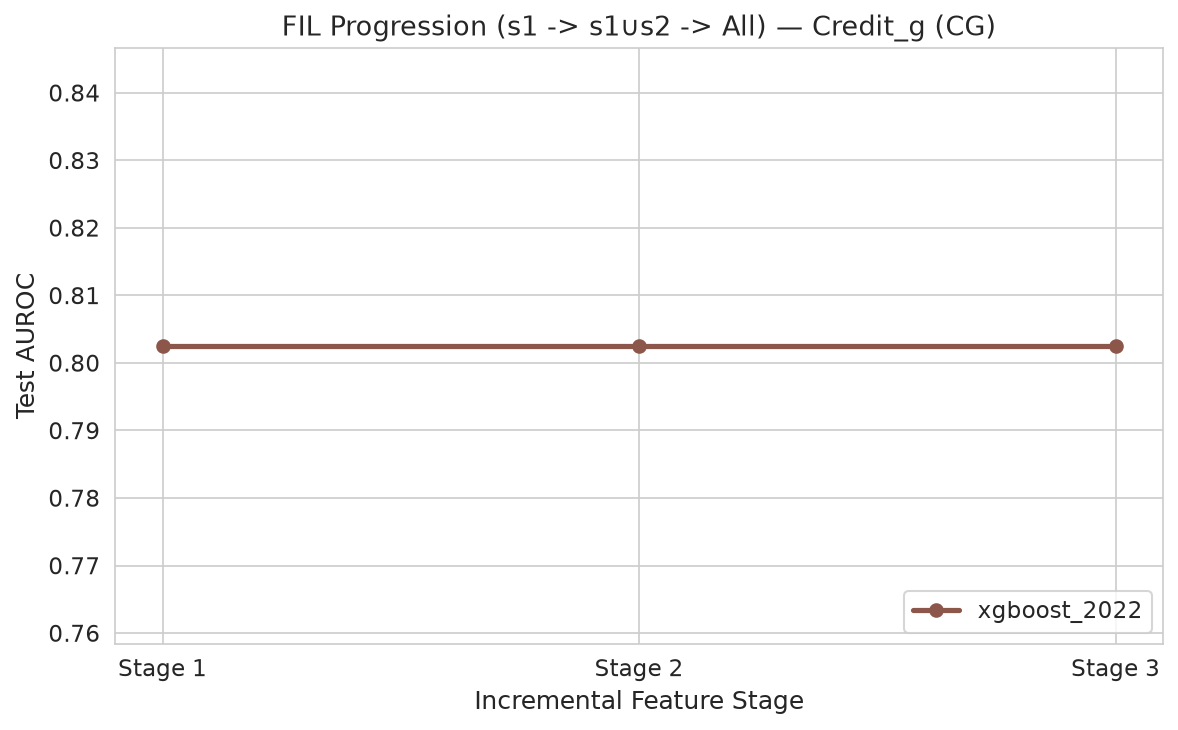 FIL Progression (s1 -> s1∪s2 -> All) — Credit_g (CG)
0.84
0.83
0.82
0.81
0.80
0.79
0.78
0.77
0.76
Test AUROC
xgboost_2022
Stage 1 Stage 2 Stage 3
Incremental Feature Stage